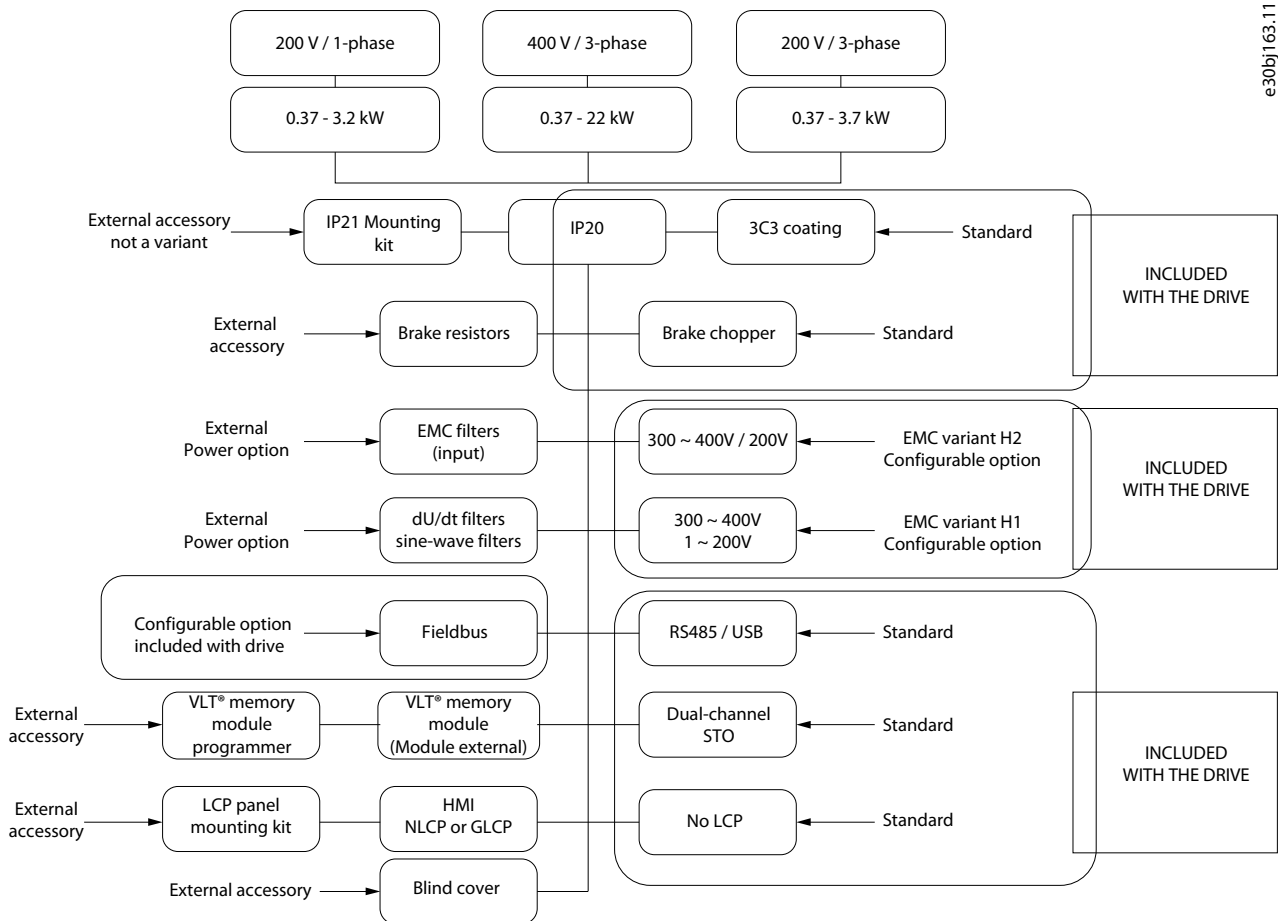 e30bj163.11
200 V / 1-phase
400 V / 3-phase
200 V / 3-phase
0.37 - 3.2 kW
0.37 - 22 kW
0.37 - 3.7 kW
External accessory
not a variant
IP21 Mounting
kit
IP20
3C3 coating
Standard
INCLUDED
WITH THE DRIVE
External
accessory
Brake resistors
Brake chopper
Standard
External
Power option
EMC filters
(input)
300 ~ 400V / 200V
EMC variant H2
Configurable option
INCLUDED
WITH THE DRIVE
External
Power option
dU/dt filters
sine-wave filters
300 ~ 400V
1 ~ 200V
EMC variant H1
Configurable option
Configurable option
included with drive
Fieldbus
RS485 / USB
Standard
External
accessory
VLT® memory
module
programmer
VLT® memory
module
(Module external)
Dual-channel
STO
Standard
INCLUDED
WITH THE DRIVE
External
accessory
LCP panel
mounting kit
HMI
NLCP or GLCP
No LCP
Standard
External accessory
Blind cover